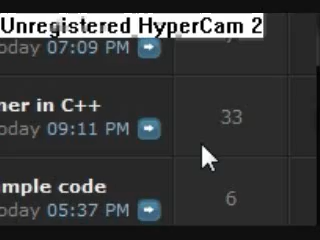 Unregistered HyperCam 2
oday 07:09 PM
ner in C++
33
oday 09:11 PM
mple code
6
oday 05:37 PM